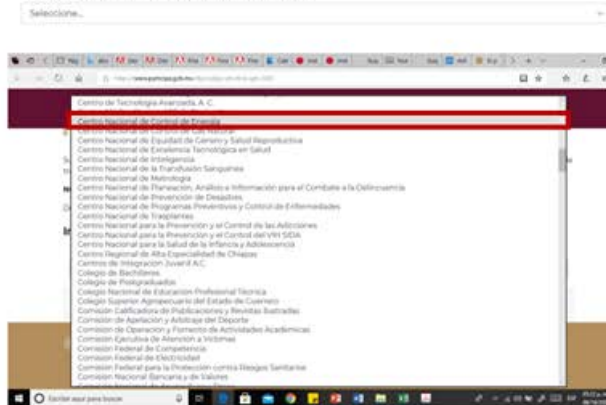 Seleccione...
Centro de Tecnología Avanzada, A. C.
Centro Nacional de Control de Energía
Centro Nacional de Control de Gas Natural
Centro Nacional de Equidad de Género y Salud Reproductiva
Centro Nacional de Excelencia Tecnológica en Salud
Centro Nacional de Inteligencia
Centro Nacional de la Transfusión Sanguínea
Centro Nacional de Metrología
Centro Nacional de Planeación, Análisis e Información para el Combate a la Delincuencia
Centro Nacional de Prevención de Desastres
Centro Nacional de Programas Preventivos y Control de Enfermedades
Centro Nacional de Trasplantes
Centro Nacional para la Prevención y el Control de las Adicciones
Centro Nacional para la Prevención y el Control del VIH SIDA
Centro Nacional para la Salud de la Infancia y Adolescencia
Centro Regional de Alta Especialidad de Chiapas
Centros de Integración Juvenil A.C.
Colegio de Bachilleres
Colegio de Postgraduados
Colegio Nacional de Educación Profesional Técnica
Colegio Superior Agropecuario del Estado de Guerrero
Comisión Calificadora de Publicaciones y Revistas Ilustradas
Comisión de Apelación y Arbitraje del Deporte
Comisión de Operación y Fomento de Actividades Académicas
Comisión Ejecutiva de Atención a Víctimas
Comisión Federal de Competencia
Comisión Federal de Electricidad
Comisión Federal para la Protección contra Riesgos Sanitarios
Comisión Nacional Bancaria y de Valores
Escribe aquí para buscar